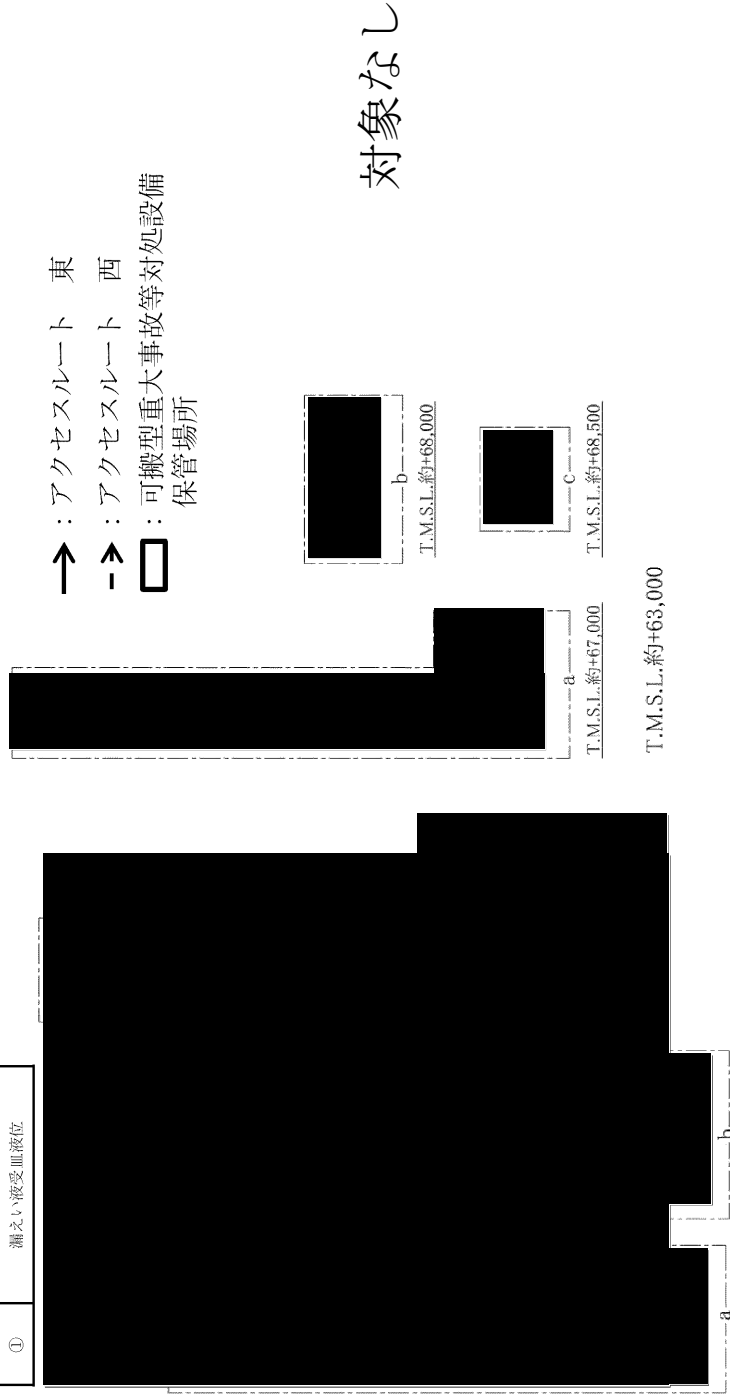 ① 漏えい液受皿液位
→：アクセスルート 東
⇢：アクセスルート 西
：可搬型重大事故等対処設備
保管場所
対象なし
b
T.M.S.L.約+68,000
c
T.M.S.L.約+68,500
a
T.M.S.L.約+67,000
T.M.S.L.約+63,000
a
b